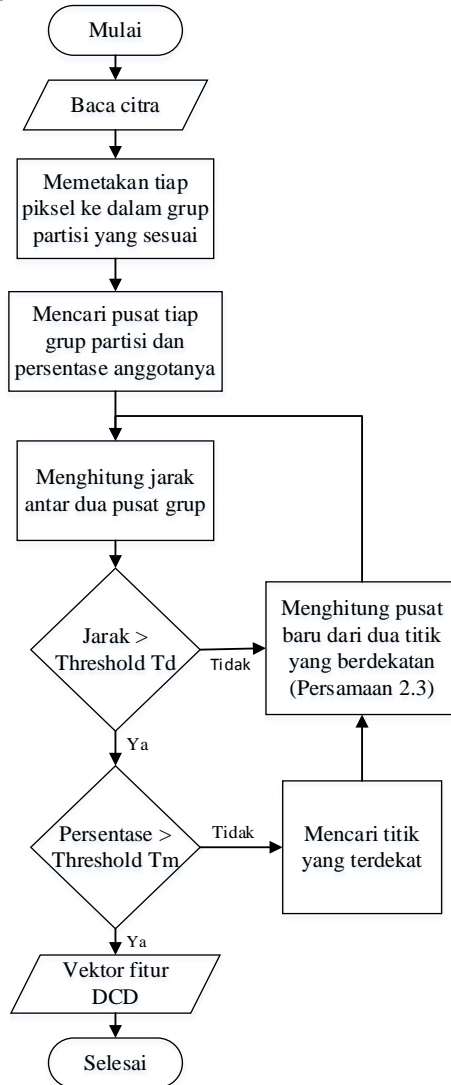 Mulai
Baca citra
Memetakan tiap
piksel ke dalam grup
partisi yang sesuai
Mencari pusat tiap
grup partisi dan
persentase anggotanya
Menghitung jarak
antar dua pusat grup
Jarak >
Threshold Td
Tidak
Menghitung pusat
baru dari dua titik
yang berdekatan
(Persamaan 2.3)
Ya
Persentase >
Threshold Tm
Tidak
Mencari titik
yang terdekat
Ya
Vektor fitur
DCD
Selesai